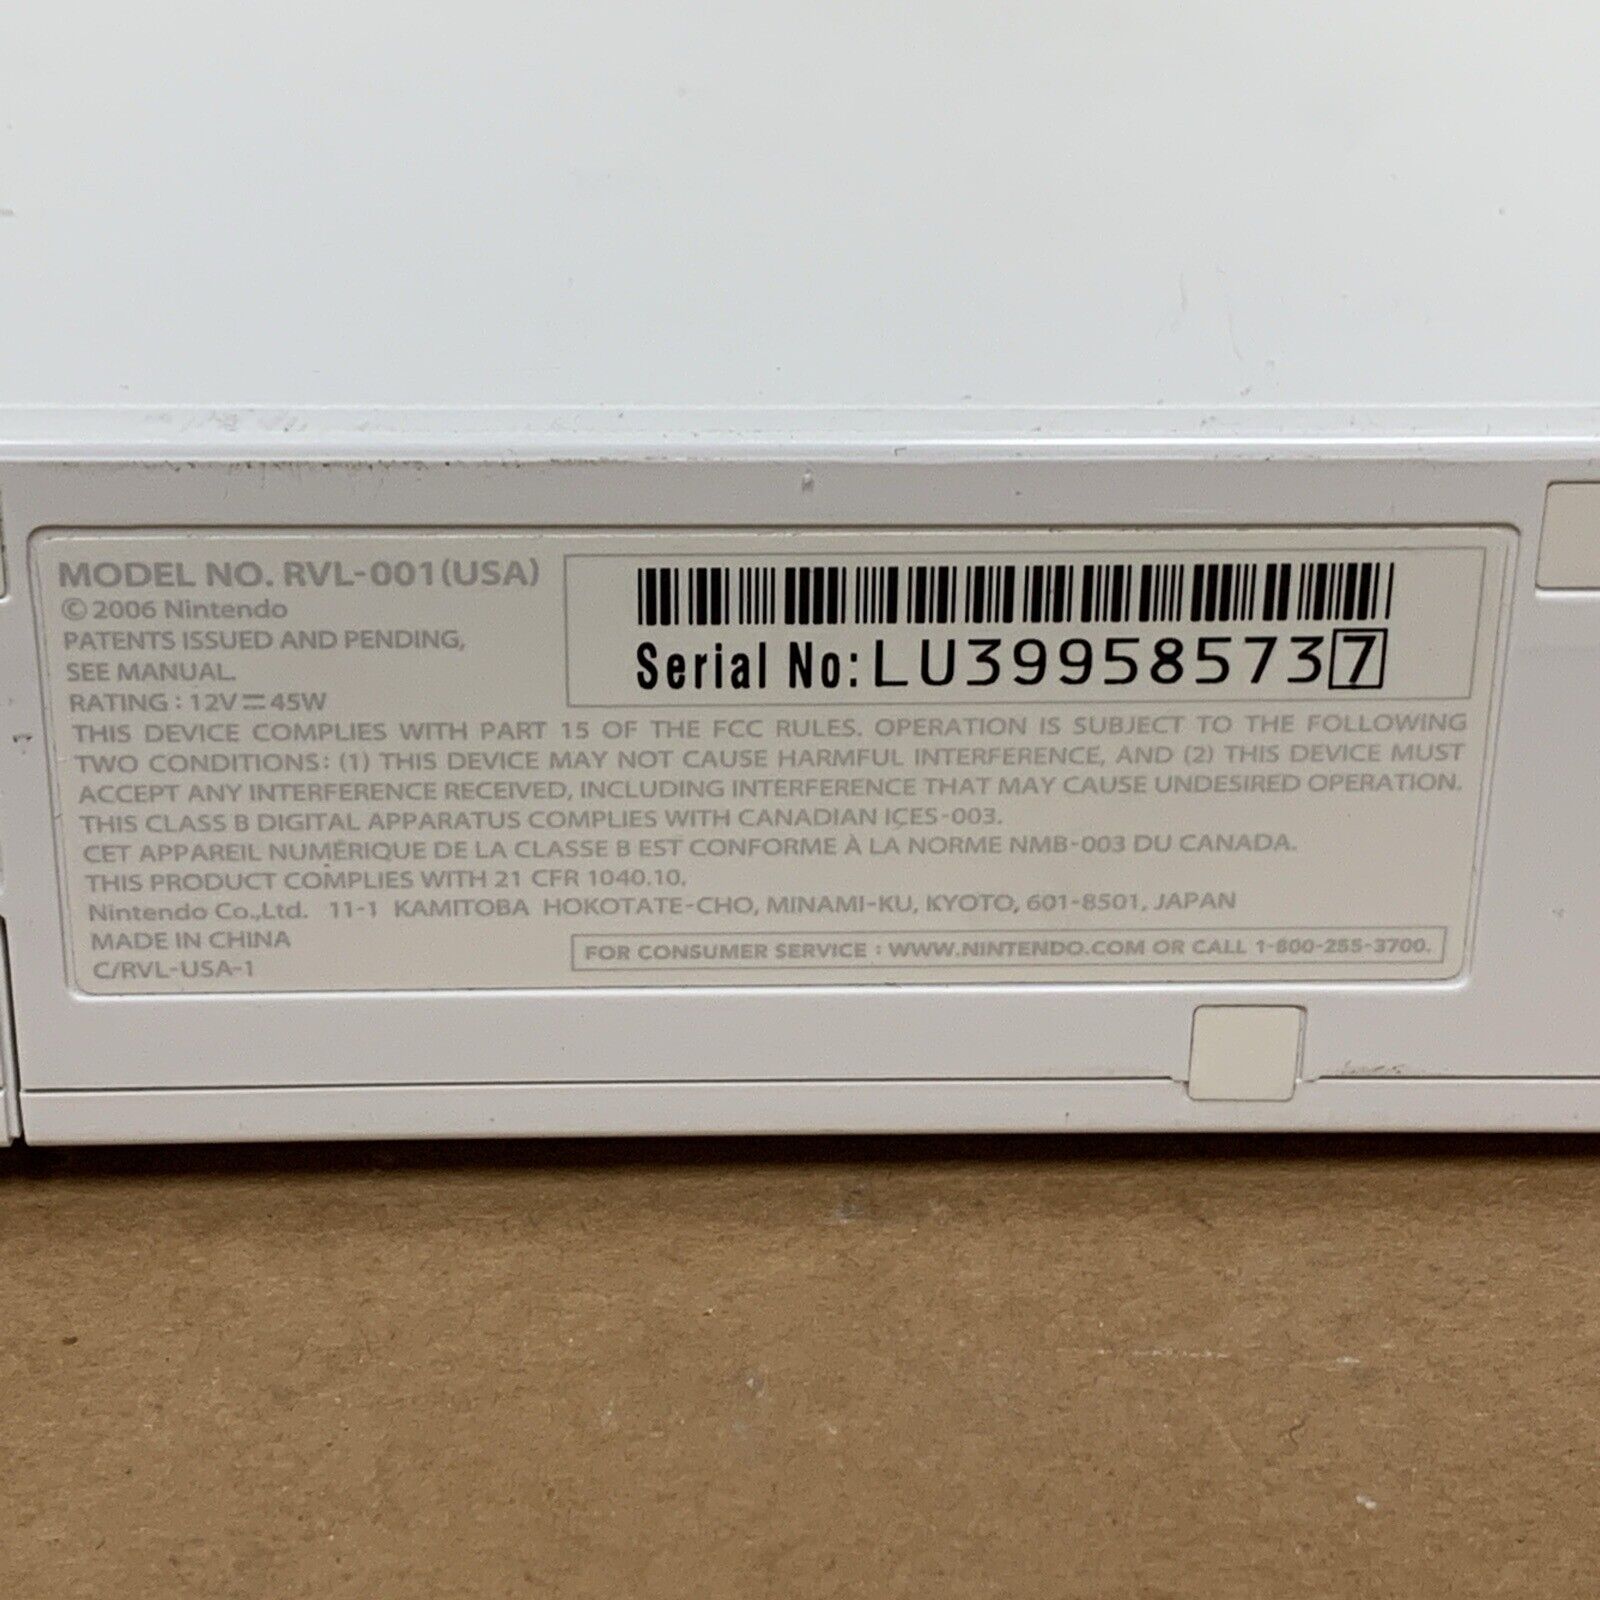 MODEL NO. RVL-001(USA)
© 2006 Nintendo
PATENTS ISSUED AND PENDING,
SEE MANUAL.
RATING : 12V⎓45W
Serial No:LU399585737
THIS DEVICE COMPLIES WITH PART 15 OF THE FCC RULES. OPERATION IS SUBJECT TO THE FOLLOWING
TWO CONDITIONS: (1) THIS DEVICE MAY NOT CAUSE HARMFUL INTERFERENCE, AND (2) THIS DEVICE MUST
ACCEPT ANY INTERFERENCE RECEIVED, INCLUDING INTERFERENCE THAT MAY CAUSE UNDESIRED OPERATION.
THIS CLASS B DIGITAL APPARATUS COMPLIES WITH CANADIAN ICES-003.
CET APPAREIL NUMÉRIQUE DE LA CLASSE B EST CONFORME À LA NORME NMB-003 DU CANADA.
THIS PRODUCT COMPLIES WITH 21 CFR 1040.10.
Nintendo Co.,Ltd. 11-1 KAMITOBA HOKOTATE-CHO, MINAMI-KU, KYOTO, 601-8501, JAPAN
MADE IN CHINA
C/RVL-USA-1
FOR CONSUMER SERVICE : WWW.NINTENDO.COM OR CALL 1-800-255-3700.